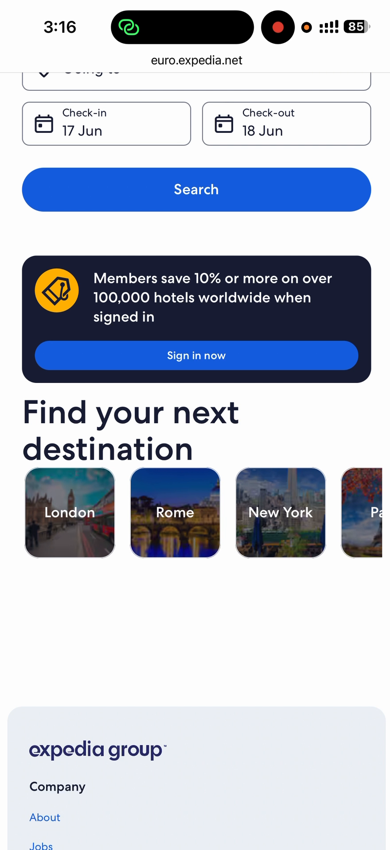 3:16
85
euro.expedia.net
Check-in
17 Jun
Check-out
18 Jun
Search
Members save 10% or more on over
100,000 hotels worldwide when
signed in
Sign in now
Find your next
destination
London
Rome
New York
expedia group™
Company
About
Jobs